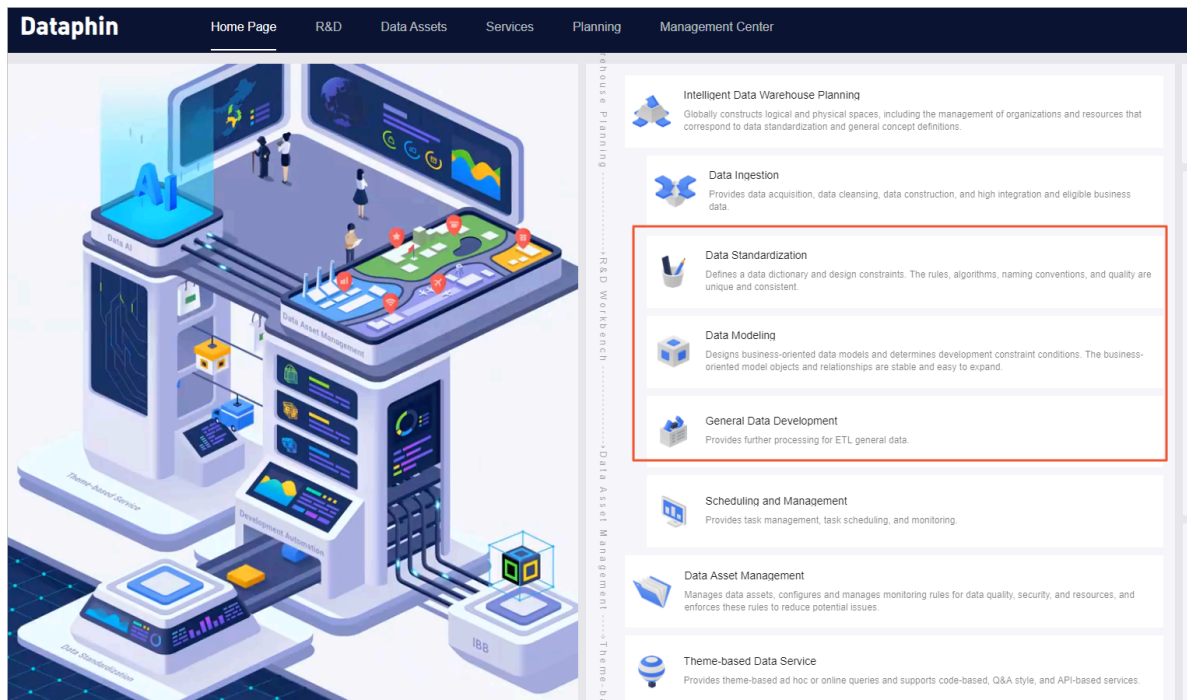 Dataphin
Home Page R&D Data Assets Services Planning Management Center
Data AI
Data Asset Management
Theme-based Service
Development Automation
IBB
Data Standardization
Planning
R&D Workbench
Data Asset Management
Intelligent Data Warehouse Planning
Globally constructs logical and physical spaces, including the management of organizations and resources that
correspond to data standardization and general concept definitions.
Data Ingestion
Provides data acquisition, data cleansing, data construction, and high integration and eligible business
data.
Data Standardization
Defines a data dictionary and design constraints. The rules, algorithms, naming conventions, and quality are
unique and consistent.
Data Modeling
Designs business-oriented data models and determines development constraint conditions. The business-
oriented model objects and relationships are stable and easy to expand.
General Data Development
Provides further processing for ETL general data.
Scheduling and Management
Provides task management, task scheduling, and monitoring.
Data Asset Management
Manages data assets, configures and manages monitoring rules for data quality, security, and resources, and
enforces these rules to reduce potential issues.
Theme-based Data Service
Provides theme-based ad hoc or online queries and supports code-based, Q&A style, and API-based services.